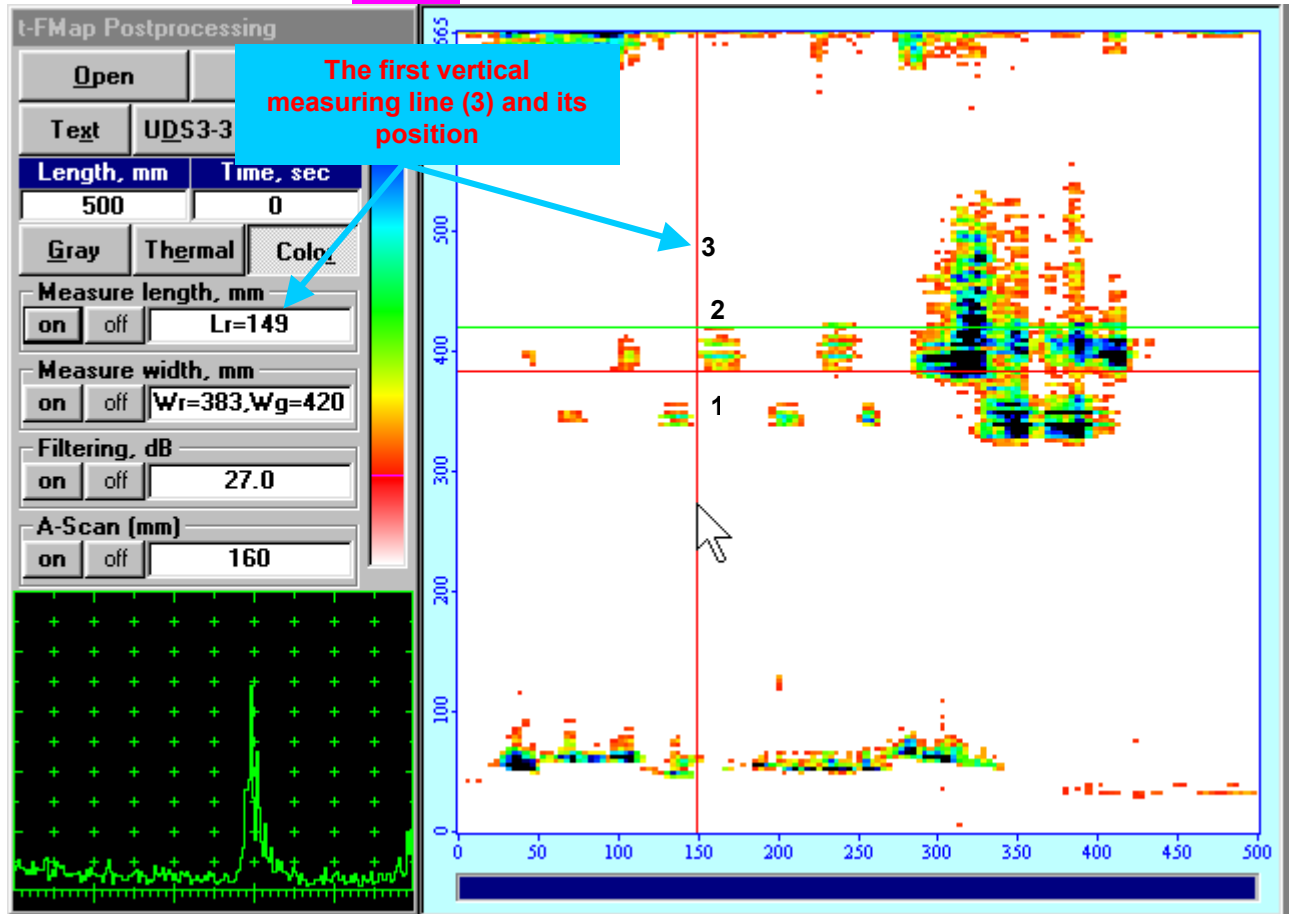 t-FMap Postprocessing
Open
The first vertical
measuring line (3) and its
position
Text UDS3-3
Length, mm Time, sec
500 0
Gray Thermal Color
Measure length, mm
on off Lr=149
Measure width, mm
on off Wr=383,Wg=420
Filtering, dB
on off 27.0
A-Scan (mm)
on off 160
565
500
400
300
200
100
0
3
2
1
0 50 100 150 200 250 300 350 400 450 500